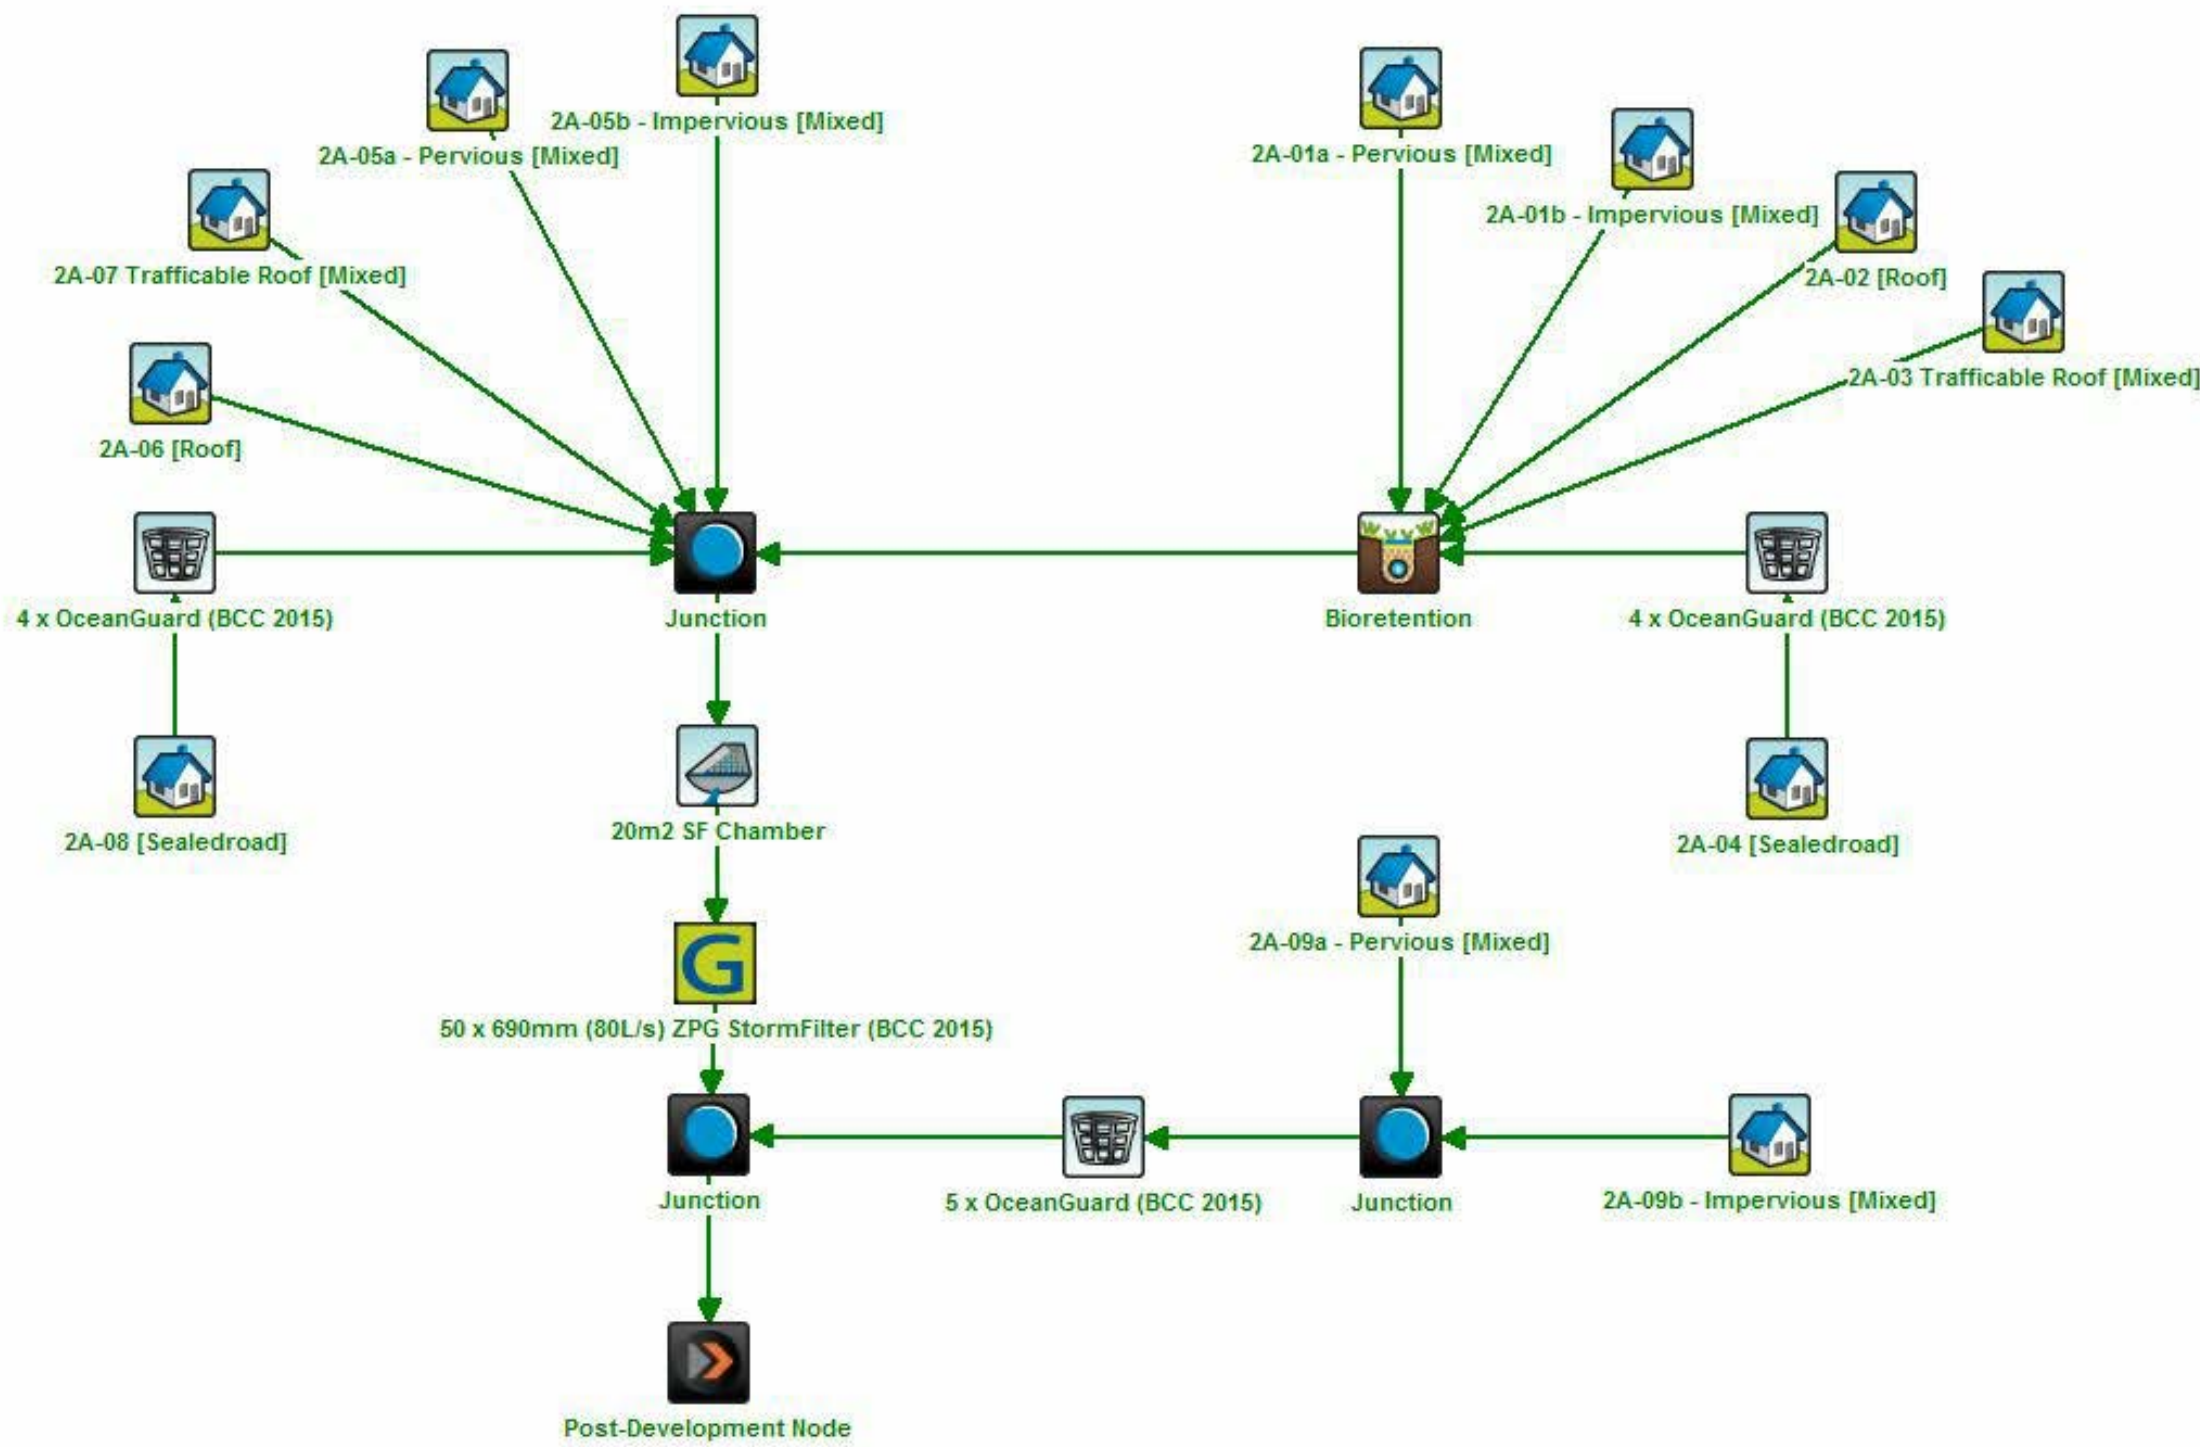 2A-05b - Impervious [Mixed]
2A-05a - Pervious [Mixed]
2A-01a - Pervious [Mixed]
2A-01b - Impervious [Mixed]
2A-07 Trafficable Roof [Mixed]
2A-02 [Roof]
2A-03 Trafficable Roof [Mixed]
2A-06 [Roof]
4 x OceanGuard (BCC 2015)
Junction
Bioretention
4 x OceanGuard (BCC 2015)
20m2 SF Chamber
2A-08 [Sealedroad]
2A-04 [Sealedroad]
2A-09a - Pervious [Mixed]
G
50 x 690mm (80L/s) ZPG StormFilter (BCC 2015)
Junction
5 x OceanGuard (BCC 2015)
Junction
2A-09b - Impervious [Mixed]
Post-Development Node